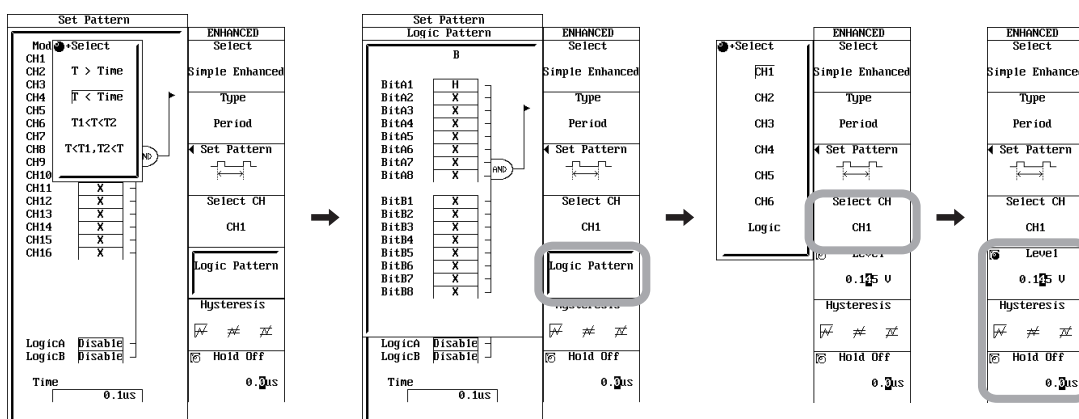 Set Pattern
Mod
+Select
T > Time
T < Time
T1<T<T2
T<T1,T2<T
CH1
CH2
CH3
CH4
CH5
CH6
CH7
CH8
CH9
CH10
CH11 X
CH12 X
CH13 X
CH14 X
CH15 X
CH16 X
ND
LogicA Disable
LogicB Disable
Time
0.1us
ENHANCED
Select
Simple Enhanced
Type
Period
Set Pattern
Select CH
CH1
Logic Pattern
Hysteresis
Hold Off
0.0us
Set Pattern
Logic Pattern
B
BitA1 H
BitA2 X
BitA3 X
BitA4 X
BitA5 X
BitA6 X
BitA7 X
BitA8 X
AND
BitB1 X
BitB2 X
BitB3 X
BitB4 X
BitB5 X
BitB6 X
BitB7 X
BitB8 X
LogicA Disable
LogicB Disable
Time
0.1us
ENHANCED
Select
Simple Enhanced
Type
Period
Set Pattern
Select CH
CH1
Logic Pattern
Hysteresis
Hold Off
0.0us
+Select
CH1
CH2
CH3
CH4
CH5
CH6
Logic
ENHANCED
Select
Simple Enhanced
Type
Period
Set Pattern
Select CH
CH1
Level
0.145 V
Hysteresis
Hold Off
0.0us
ENHANCED
Select
Simple Enhanced
Type
Period
Set Pattern
Select CH
CH1
Level
0.145 V
Hysteresis
Hold Off
0.0us